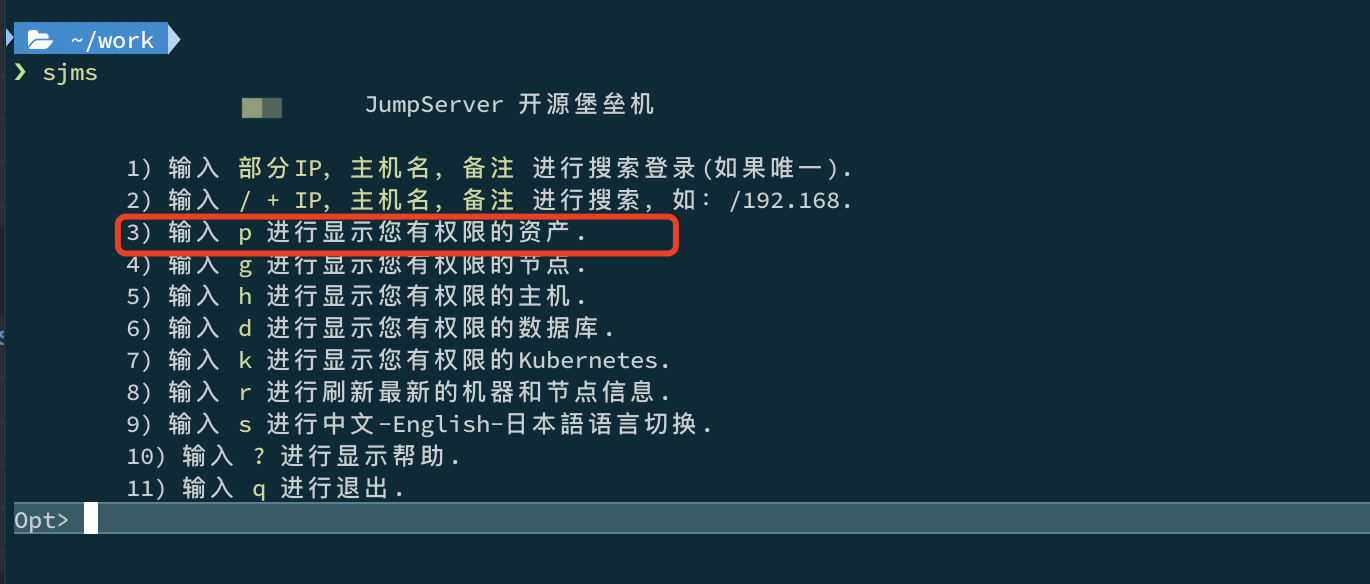 ~/work
❯ sjms
JumpServer 开源堡垒机
1) 输入 部分IP, 主机名, 备注 进行搜索登录(如果唯一).
2) 输入 / + IP, 主机名, 备注 进行搜索, 如: /192.168.
3) 输入 p 进行显示您有权限的资产.
4) 输入 g 进行显示您有权限的节点.
5) 输入 h 进行显示您有权限的主机.
6) 输入 d 进行显示您有权限的数据库.
7) 输入 k 进行显示您有权限的Kubernetes.
8) 输入 r 进行刷新最新的机器和节点信息.
9) 输入 s 进行中文-English-日本語语言切换.
10) 输入 ? 进行显示帮助.
11) 输入 q 进行退出.
Opt>